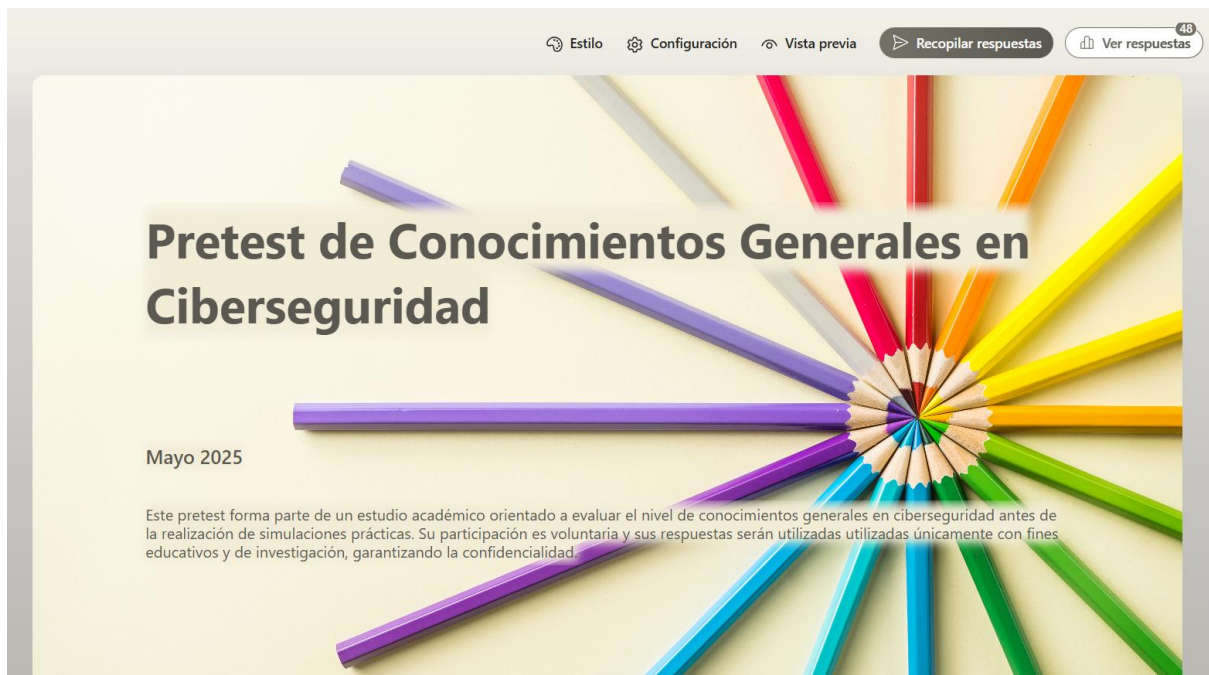 Estilo
Configuración
Vista previa
Recopilar respuestas
Ver respuestas
48
Pretest de Conocimientos Generales en
Ciberseguridad
Mayo 2025
Este pretest forma parte de un estudio académico orientado a evaluar el nivel de conocimientos generales en ciberseguridad antes de
la realización de simulaciones prácticas. Su participación es voluntaria y sus respuestas serán utilizadas utilizadas únicamente con fines
educativos y de investigación, garantizando la confidencialidad.